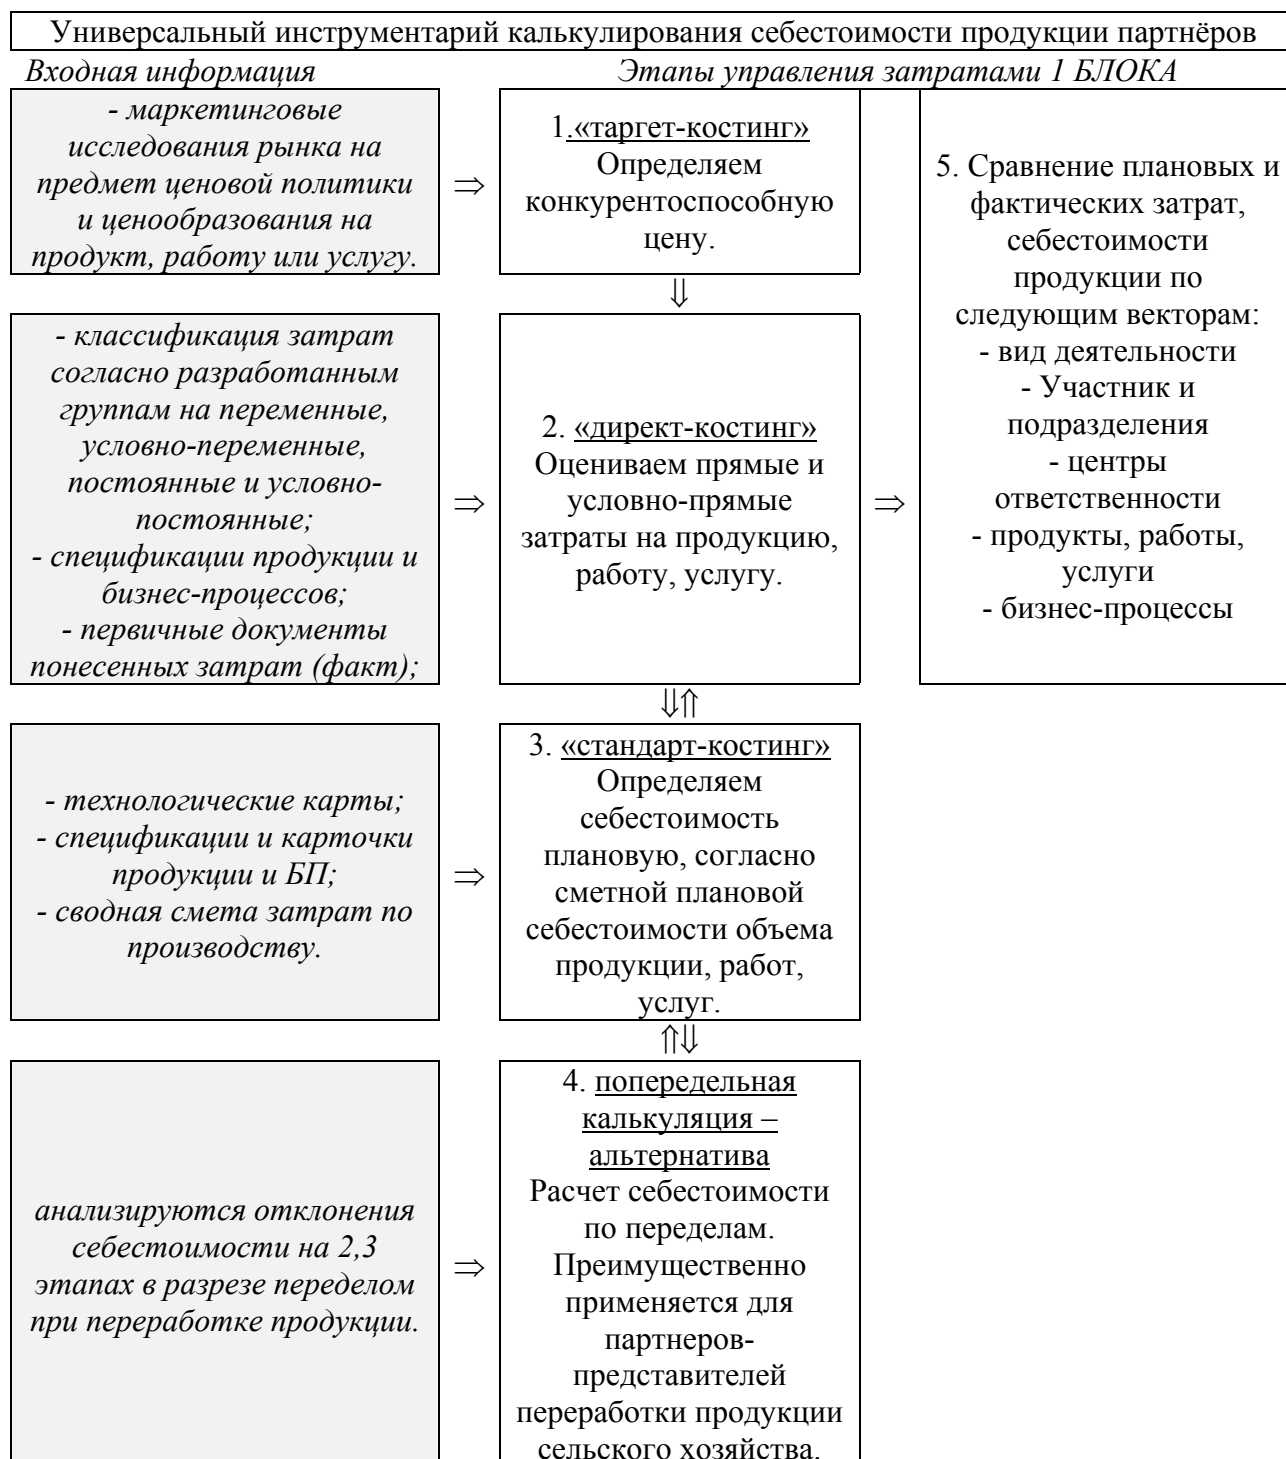 Универсальный инструментарий калькулирования себестоимости продукции партнёров
Входная информация
Этапы управления затратами 1 БЛОКА
- маркетинговые
исследования рынка на
предмет ценовой политики
и ценообразования на
продукт, работу или услугу.
⇒
1.«таргет-костинг»
Определяем
конкурентоспособную
цену.
⇓
- классификация затрат
согласно разработанным
группам на переменные,
условно-переменные,
постоянные и условно-
постоянные;
- спецификации продукции и
бизнес-процессов;
- первичные документы
понесенных затрат (факт);
⇒
2. «директ-костинг»
Оцениваем прямые и
условно-прямые
затраты на продукцию,
работу, услугу.
⇒
5. Сравнение плановых и
фактических затрат,
себестоимости
продукции по
следующим векторам:
- вид деятельности
- Участник и
подразделения
- центры
ответственности
- продукты, работы,
услуги
- бизнес-процессы
⇓⇑
- технологические карты;
- спецификации и карточки
продукции и БП;
- сводная смета затрат по
производству.
⇒
3. «стандарт-костинг»
Определяем
себестоимость
плановую, согласно
сметной плановой
себестоимости объема
продукции, работ,
услуг.
⇑⇓
анализируются отклонения
себестоимости на 2,3
этапах в разрезе переделом
при переработке продукции.
⇒
4. попередельная
калькуляция –
альтернатива
Расчет себестоимости
по переделам.
Преимущественно
применяется для
партнеров-
представителей
переработки продукции
сельского хозяйства.